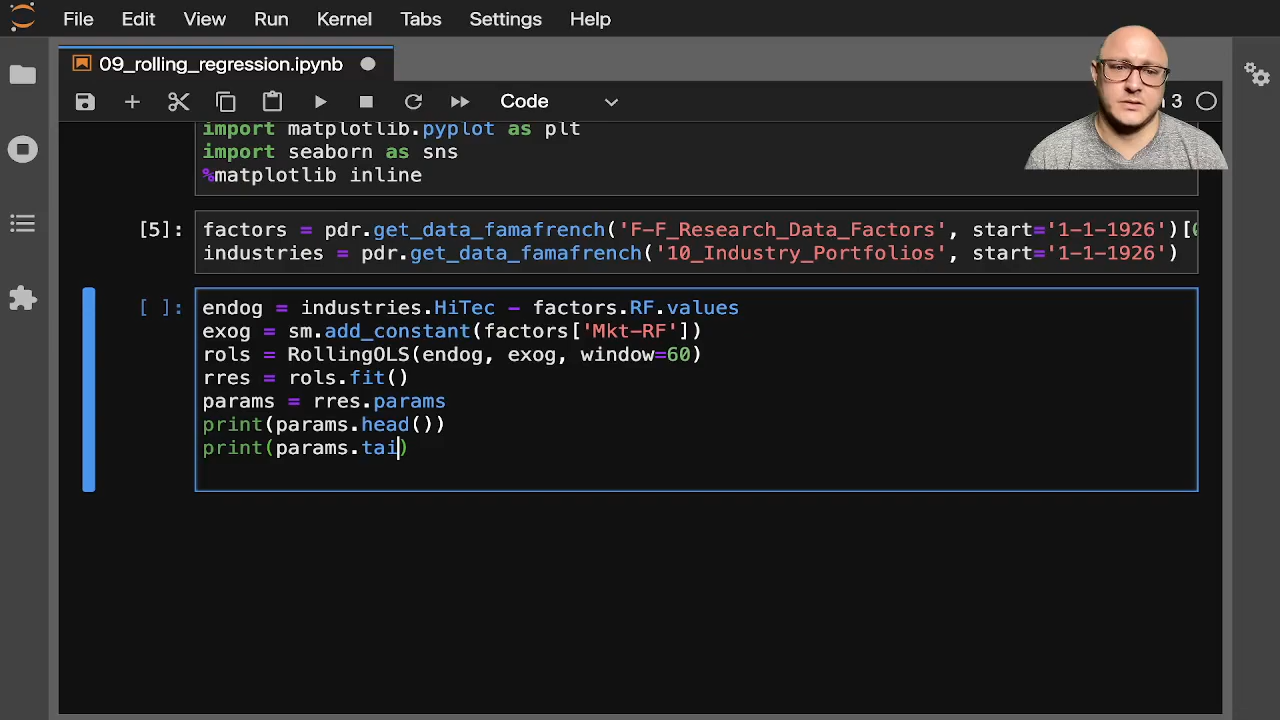 File Edit View Run Kernel Tabs Settings Help
09_rolling_regression.ipynb
Code
3
import matplotlib.pyplot as plt
import seaborn as sns
%matplotlib inline
[5]: factors = pdr.get_data_famafrench('F-F_Research_Data_Factors', start='1-1-1926')[
industries = pdr.get_data_famafrench('10_Industry_Portfolios', start='1-1-1926')
[ ]: endog = industries.HiTec - factors.RF.values
exog = sm.add_constant(factors['Mkt-RF'])
rols = RollingOLS(endog, exog, window=60)
rres = rols.fit()
params = rres.params
print(params.head())
print(params.tai)